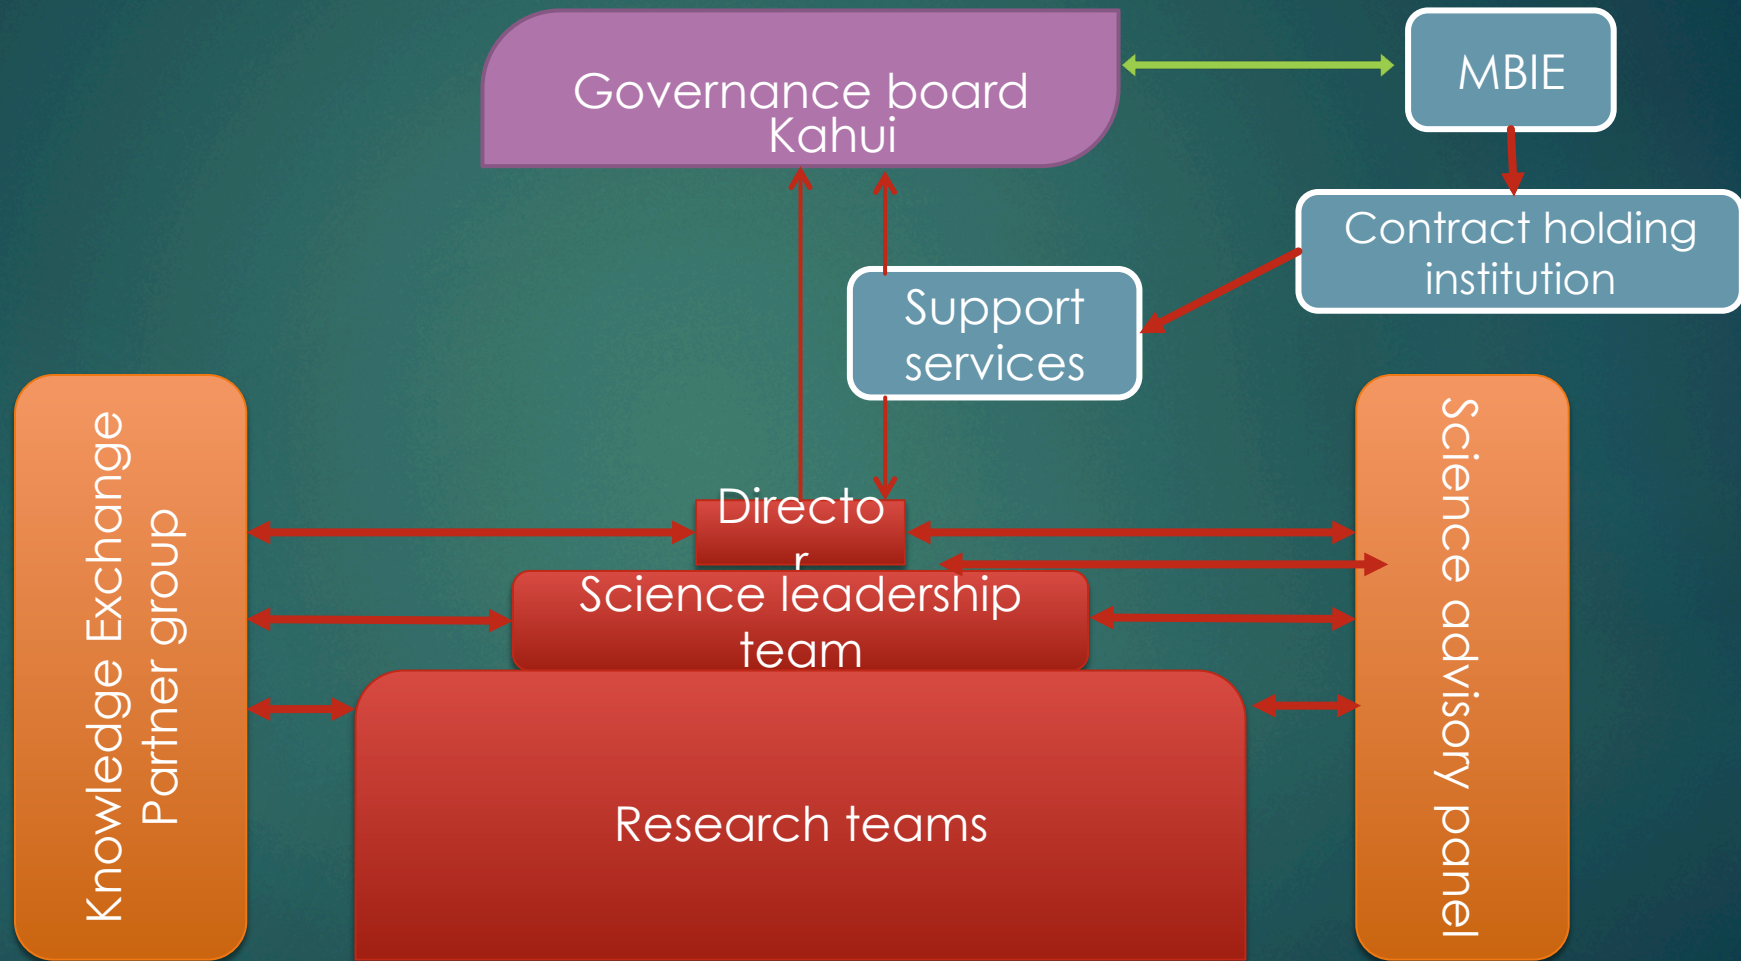 Governance board
Kahui
MBIE
Contract holding
institution
Support
services
Knowledge Exchange
Partner group
Directo
r
Science leadership
team
Research teams
Science advisory panel